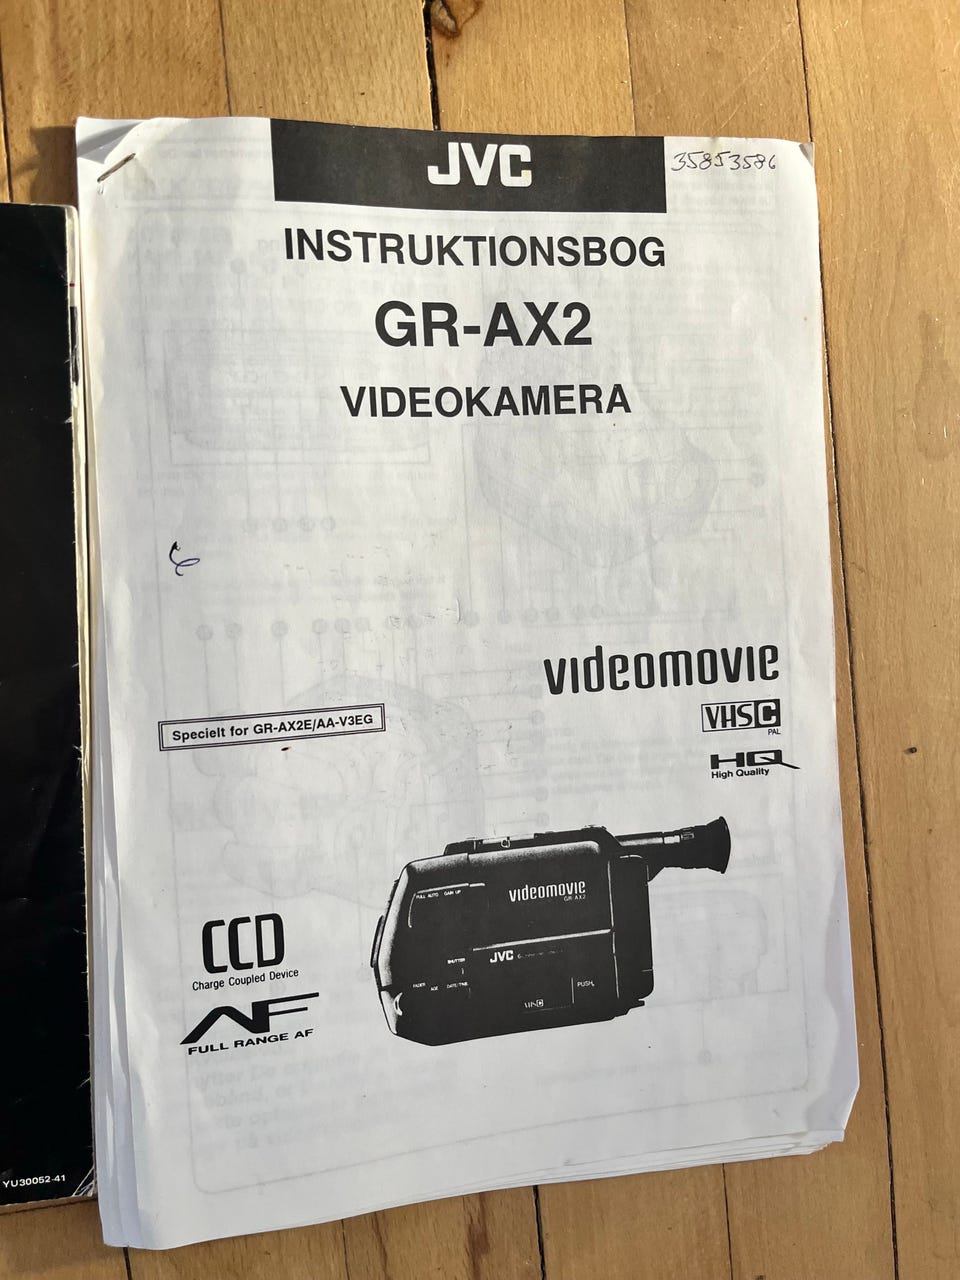 JVC
35853586
INSTRUKTIONSBOG
GR-AX2
VIDEOKAMERA
videomovie
VHS C
PAL
HQ
High Quality
Specielt for GR-AX2E/AA-V3EG
FULL AUTO GAIN UP
videomovie
GR AX2
SHUTTER
JVC
FADER DATE/TIME
PUSH
VHS C
CCD
Charge Coupled Device
AF
FULL RANGE AF
YU30052-41